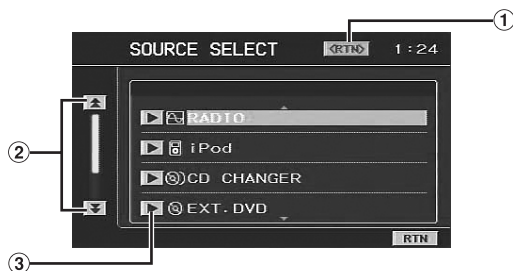 ①
SOURCE SELECT <RTN> 1:24
②
RADIO
iPod
CD CHANGER
EXT.DVD
③
RTN